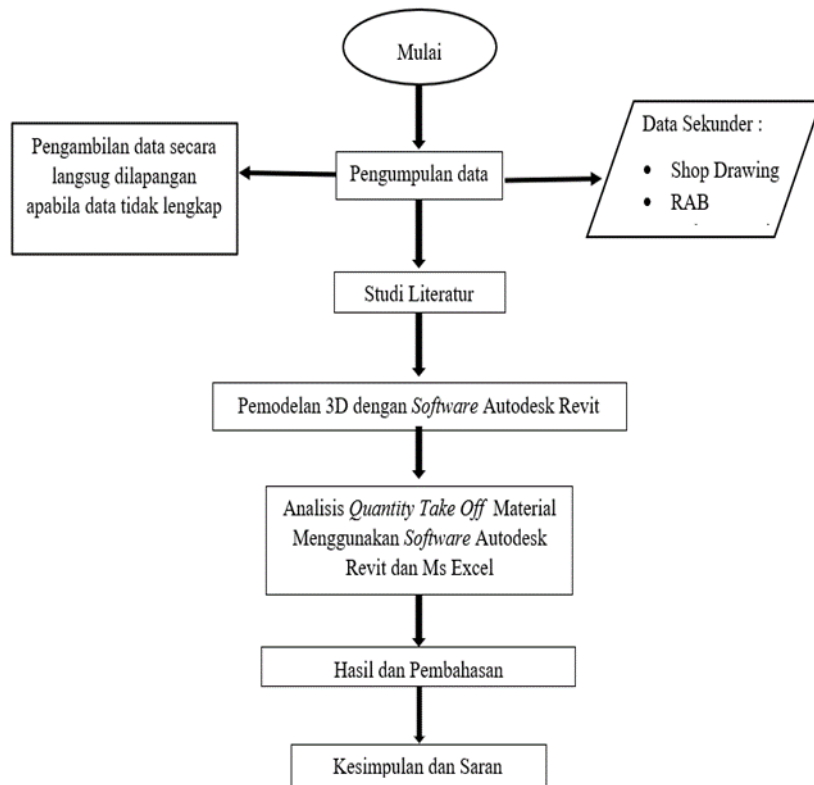 Mulai
Pengambilan data secara
langsug dilapangan
apabila data tidak lengkap
Pengumpulan data
Data Sekunder :
• Shop Drawing
• RAB
Studi Literatur
Pemodelan 3D dengan Software Autodesk Revit
Analisis Quantity Take Off Material
Menggunakan Software Autodesk
Revit dan Ms Excel
Hasil dan Pembahasan
Kesimpulan dan Saran